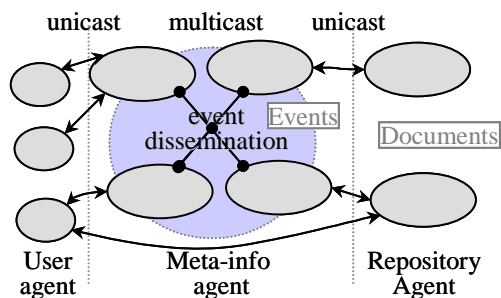 unicast multicast unicast
event
dissemination
Events
Documents
User
agent
Meta-info
agent
Repository
Agent